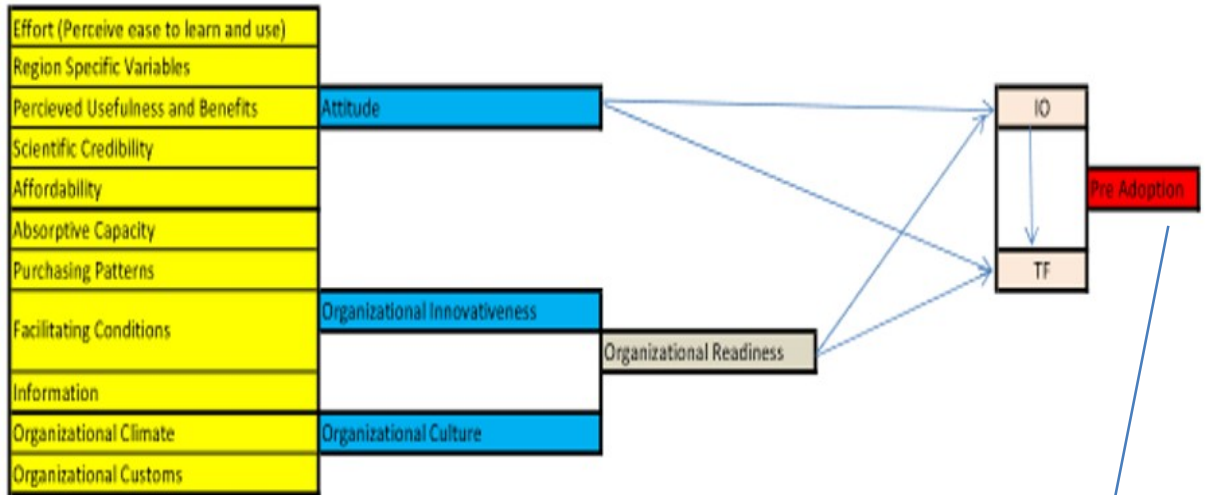 Effort (Perceive ease to learn and use)
Region Specific Variables
Percieved Usefulness and Benefits
Attitude
IO
Scientific Credibility
Affordability
Pre Adoption
Absorptive Capacity
Purchasing Patterns
TF
Organizational Innovativeness
Facilitating Conditions
Organizational Readiness
Information
Organizational Climate
Organizational Culture
Organizational Customs